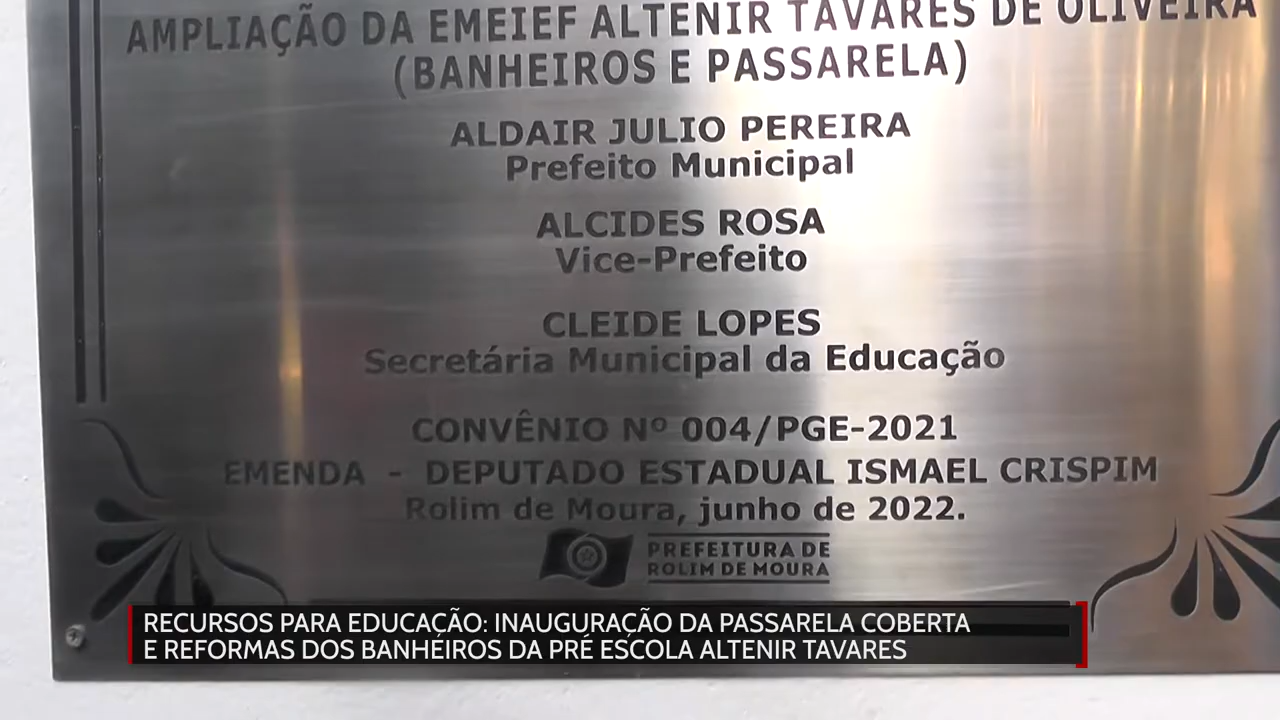 AMPLIAÇÃO DA EMEIEF ALTENIR TAVARES DE OLIVEIRA
(BANHEIROS E PASSARELA)
ALDAIR JULIO PEREIRA
Prefeito Municipal
ALCIDES ROSA
Vice-Prefeito
CLEIDE LOPES
Secretária Municipal da Educação
CONVÊNIO Nº 004/PGE-2021
EMENDA - DEPUTADO ESTADUAL ISMAEL CRISPIM
Rolim de Moura, junho de 2022.
PREFEITURA DE
ROLIM DE MOURA
RECURSOS PARA EDUCAÇÃO: INAUGURAÇÃO DA PASSARELA COBERTA
E REFORMAS DOS BANHEIROS DA PRÉ ESCOLA ALTENIR TAVARES